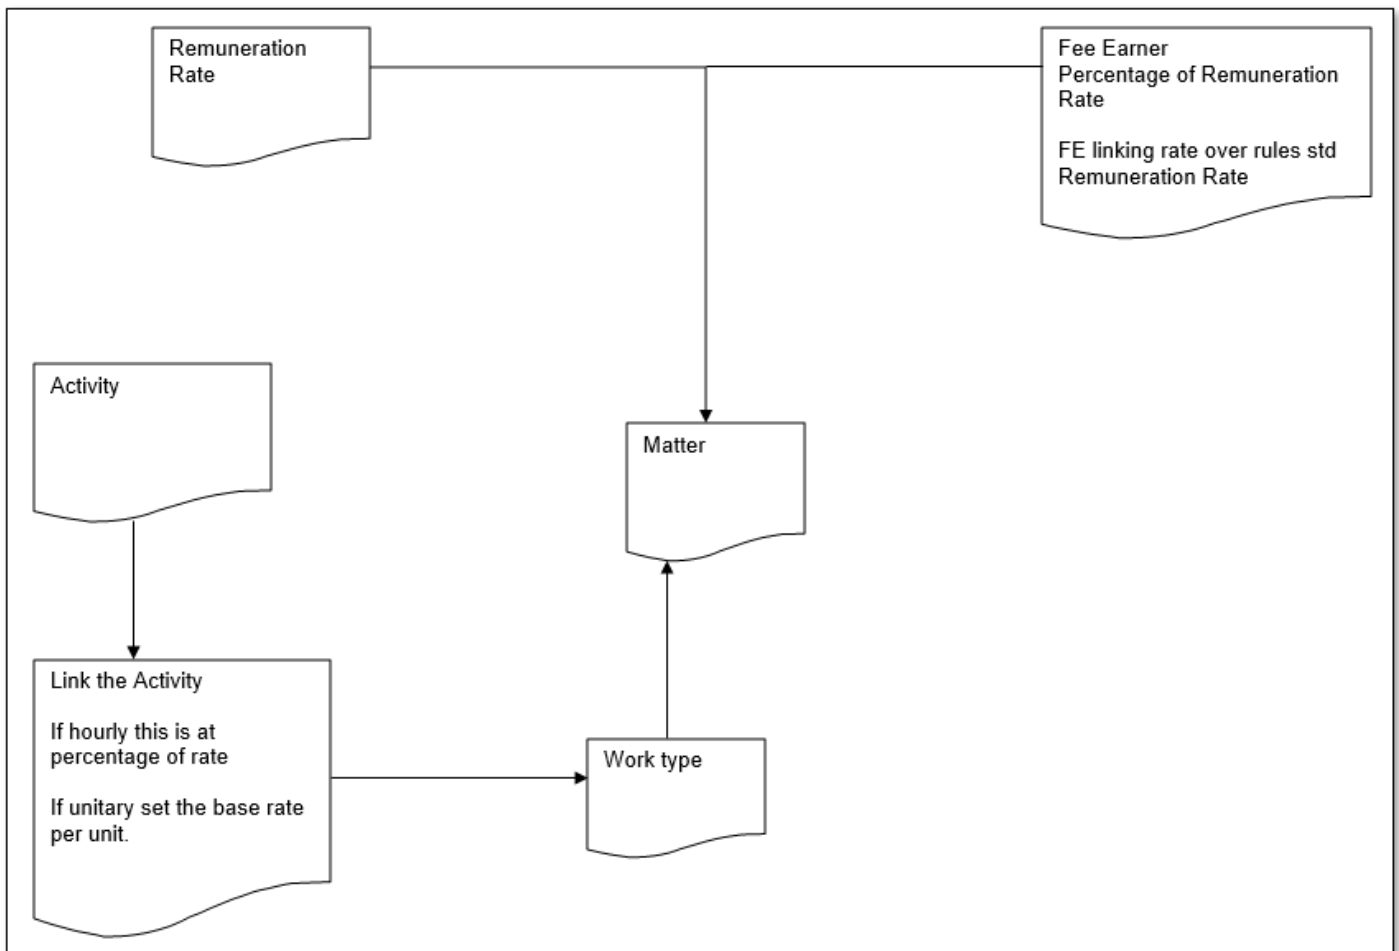 Remuneration
Rate
Fee Earner
Percentage of Remuneration
Rate
FE linking rate over rules std
Remuneration Rate
Activity
Matter
Link the Activity
If hourly this is at
percentage of rate
If unitary set the base rate
per unit.
Work type